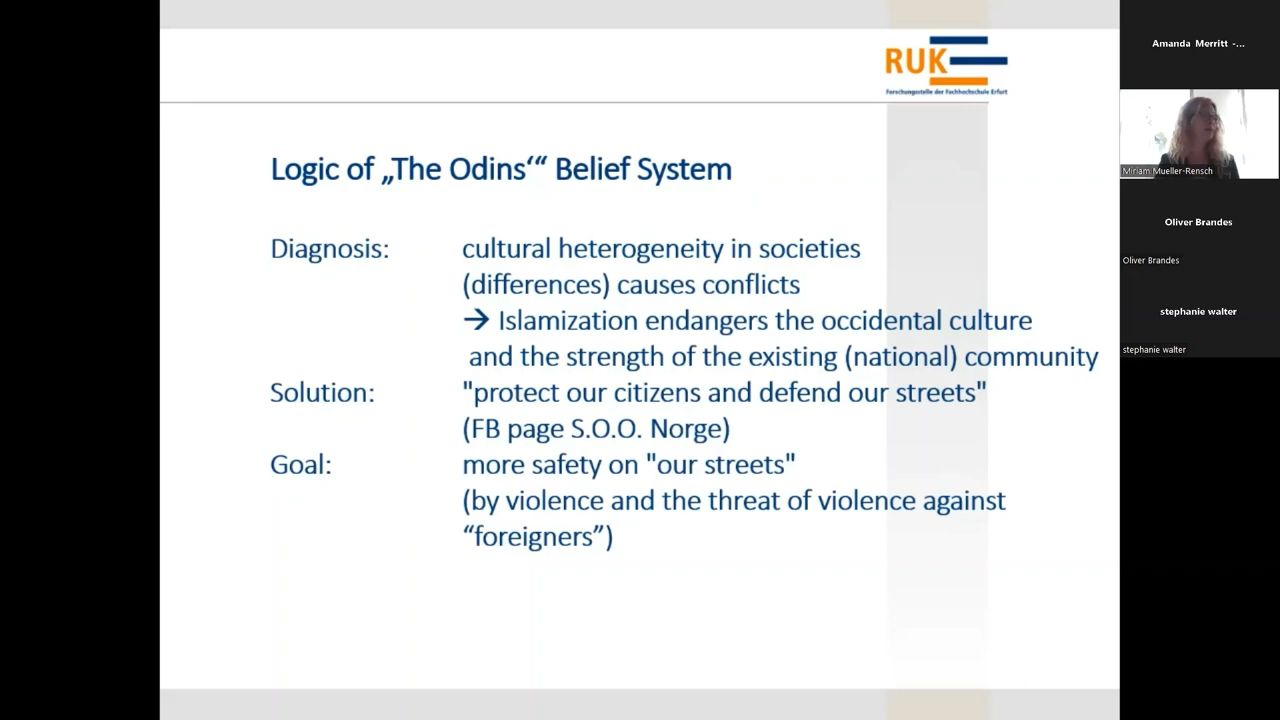 RUK
Forschungsstelle der Fachhochschule Erfurt
Logic of „The Odins‘“ Belief System
Diagnosis: cultural heterogeneity in societies
(differences) causes conflicts
→ Islamization endangers the occidental culture
and the strength of the existing (national) community
Solution: "protect our citizens and defend our streets"
(FB page S.O.O. Norge)
Goal: more safety on "our streets"
(by violence and the threat of violence against
“foreigners”)
Amanda Merritt -...
Miriam Mueller-Rensch
Oliver Brandes
Oliver Brandes
stephanie walter
stephanie walter